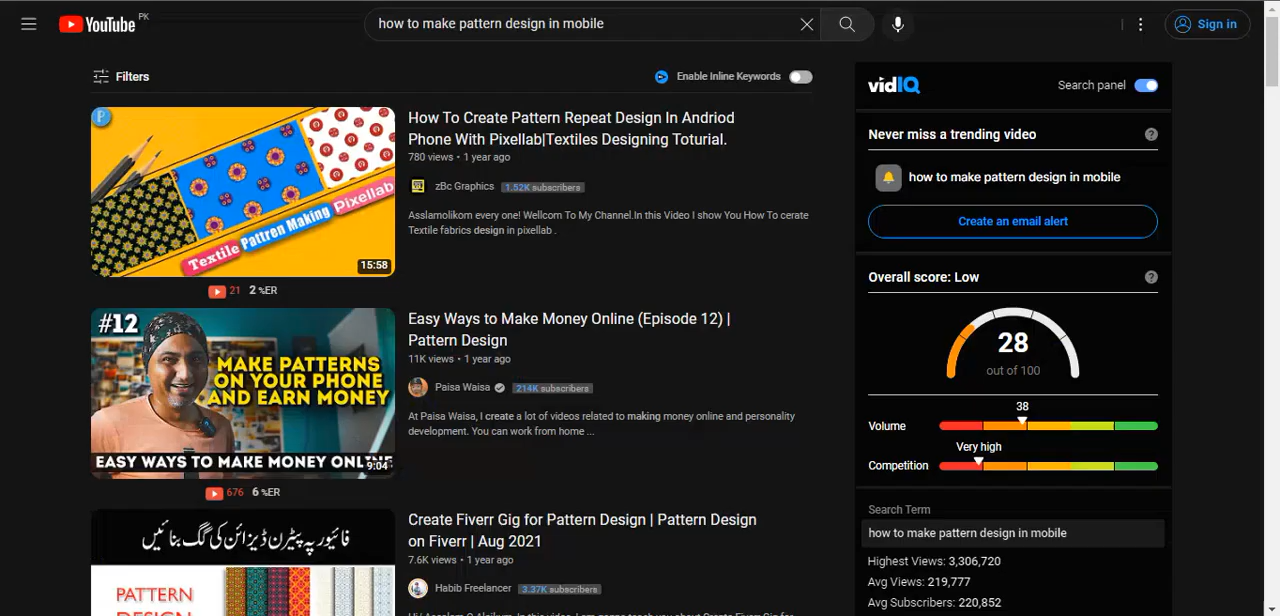 YouTube PK
how to make pattern design in mobile
Sign in
Filters
Enable Inline Keywords
Textile Pattren Making Pixellab
15:58
21 2 %ER
How To Create Pattern Repeat Design In Andriod
Phone With Pixellab|Textiles Designing Toturial.
780 views • 1 year ago
zBc Graphics 1.52K subscribers
Asslamolikom every one! Wellcom To My Channel.In this Video I show You How To cerate
Textile fabrics design in pixellab .
#12
MAKE PATTERNS
ON YOUR PHONE
AND EARN MONEY
EASY WAYS TO MAKE MONEY ONLINE
9:04
676 6 %ER
Easy Ways to Make Money Online (Episode 12) |
Pattern Design
11K views • 1 year ago
Paisa Waisa 214K subscribers
At Paisa Waisa, I create a lot of videos related to making money online and personality
development. You can work from home ...
فائیور پہ پیٹرن ڈیزائن کی گگ بنائیں
PATTERN
DESIGN
Create Fiverr Gig for Pattern Design | Pattern Design
on Fiverr | Aug 2021
7.6K views • 1 year ago
Habib Freelancer 3.37K subscribers
vidIQ
Search panel
Never miss a trending video
how to make pattern design in mobile
Create an email alert
Overall score: Low
28
out of 100
38
Volume
Very high
Competition
Search Term
how to make pattern design in mobile
Highest Views: 3,306,720
Avg Views: 219,777
Avg Subscribers: 220,852